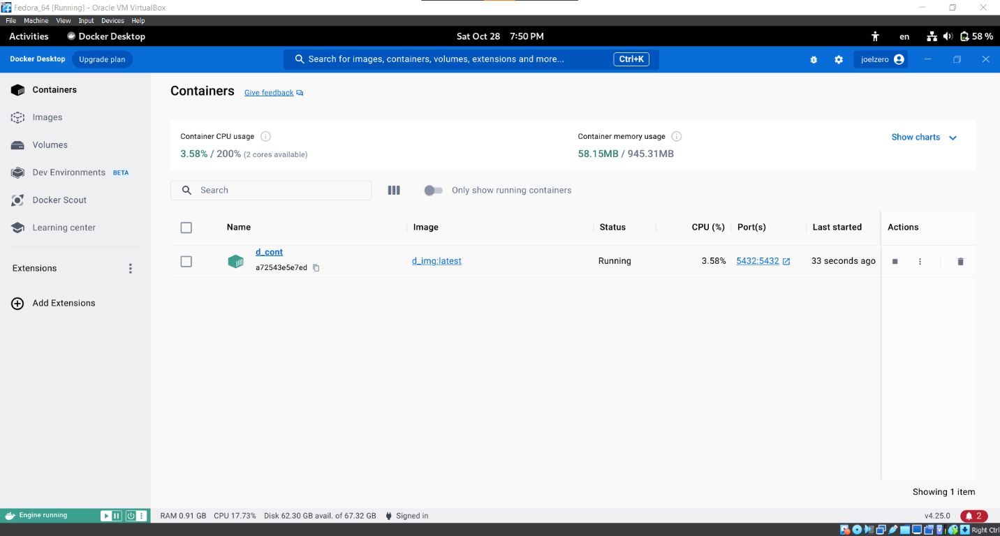 Fedora_64 [Running] - Oracle VM VirtualBox
File Machine View Input Devices Help
Activities Docker Desktop Sat Oct 28 7:50 PM en 58 %
Docker Desktop Upgrade plan Search for images, containers, volumes, extensions and more... Ctrl+K joelzero
Containers
Images
Volumes
Dev Environments BETA
Docker Scout
Learning center
Extensions
Add Extensions
Containers Give feedback
Container CPU usage
3.58% / 200% (2 cores available)
Container memory usage
58.15MB / 945.31MB
Show charts
Search Only show running containers
Name Image Status CPU (%) Port(s) Last started Actions
d_cont
a72543e5e7ed
d_img:latest Running 3.58% 5432:5432 33 seconds ago
Showing 1 item
Engine running RAM 0.91 GB CPU 17.73% Disk 62.30 GB avail. of 67.32 GB Signed in v4.25.0 2
Right Ctrl